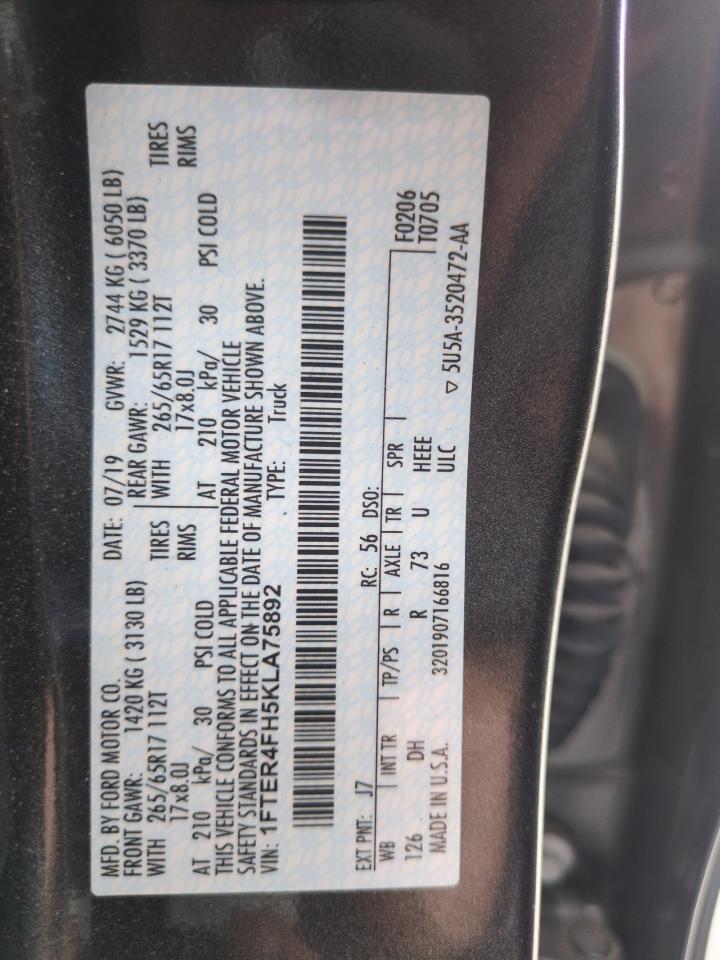 MFD. BY FORD MOTOR CO.
DATE: 07/19 GVWR: 2744 KG ( 6050 LB)
FRONT GAWR: 1420 KG ( 3130 LB) REAR GAWR: 1529 KG ( 3370 LB)
WITH 265/65R17 112T TIRES WITH 265/65R17 112T TIRES
17x8.0J RIMS 17x8.0J RIMS
AT 210 kPa/ 30 PSI COLD AT 210 kPa/ 30 PSI COLD
THIS VEHICLE CONFORMS TO ALL APPLICABLE FEDERAL MOTOR VEHICLE
SAFETY STANDARDS IN EFFECT ON THE DATE OF MANUFACTURE SHOWN ABOVE.
VIN: 1FTER4FH5KLA75892 TYPE: Truck
EXT PNT: J7 RC: 56 DSO:
WB INT TR TP/PS R AXLE TR SPR F0206
126 DH R 73 U HEEE T0705
MADE IN U.S.A. 3201907166816 ULC
▽ 5U5A-3520472-AA